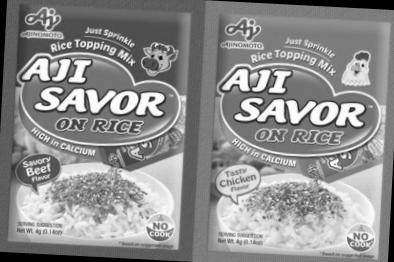 Aji
AJINOMOTO
Just Sprinkle
Rice Topping Mix
AJI
SAVOR
ON RICE
HIGH in CALCIUM
Savory
Beef
Flavor
SERVING SUGGESTION
Net Wt. 4g (0.14oz)
NO
COOK
Aji
AJINOMOTO
Just Sprinkle
Rice Topping Mix
AJI
SAVOR
ON RICE
HIGH in CALCIUM
Tasty
Chicken
Flavor
SERVING SUGGESTION
Net Wt. 4g (0.14oz)
NO
COOK